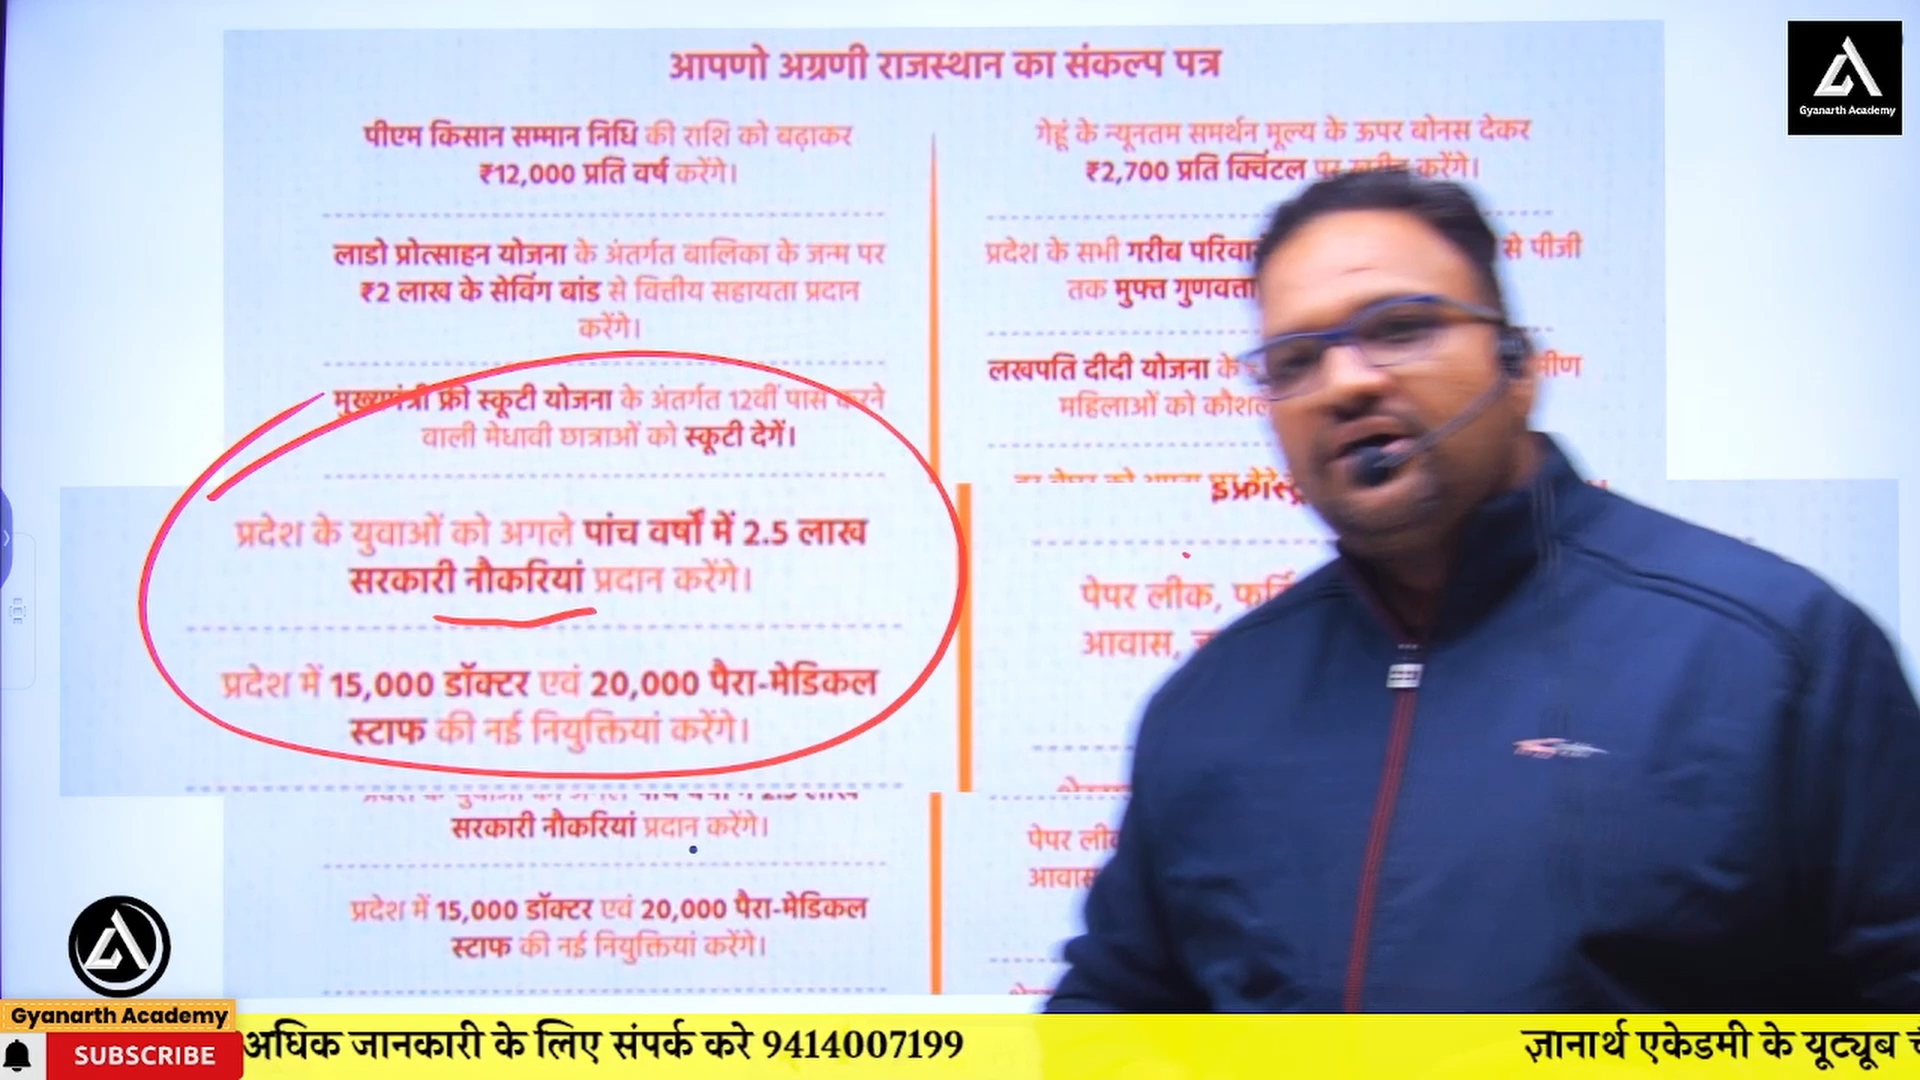 आपणो अग्रणी राजस्थान का संकल्प पत्र
पीएम किसान सम्मान निधि की राशि को बढ़ाकर
₹12,000 प्रति वर्ष करेंगे।
लाडो प्रोत्साहन योजना के अंतर्गत बालिका के जन्म पर
₹2 लाख के सेविंग बांड से वित्तीय सहायता प्रदान
करेंगे।
मुख्यमंत्री फ्री स्कूटी योजना के अंतर्गत 12वीं पास करने
वाली मेधावी छात्राओं को स्कूटी देगें।
प्रदेश के युवाओं को अगले पांच वर्षों में 2.5 लाख
सरकारी नौकरियां प्रदान करेंगे।
प्रदेश में 15,000 डॉक्टर एवं 20,000 पैरा-मेडिकल
स्टाफ की नई नियुक्तियां करेंगे।
सरकारी नौकरियां प्रदान करेंगे।
प्रदेश में 15,000 डॉक्टर एवं 20,000 पैरा-मेडिकल
स्टाफ की नई नियुक्तियां करेंगे।
गेहूं के न्यूनतम समर्थन मूल्य के ऊपर बोनस देकर
₹2,700 प्रति क्विंटल पर खरीद करेंगे।
प्रदेश के सभी गरीब से पीजी
तक मुफ्त
लखपति दीदी योजना के
महिलाओं को
पेपर लीक,
आवास,
पेपर
Gyanarth Academy
Gyanarth Academy
SUBSCRIBE
अधिक जानकारी के लिए संपर्क करे 9414007199
ज्ञानार्थ एकेडमी के यूट्यूब